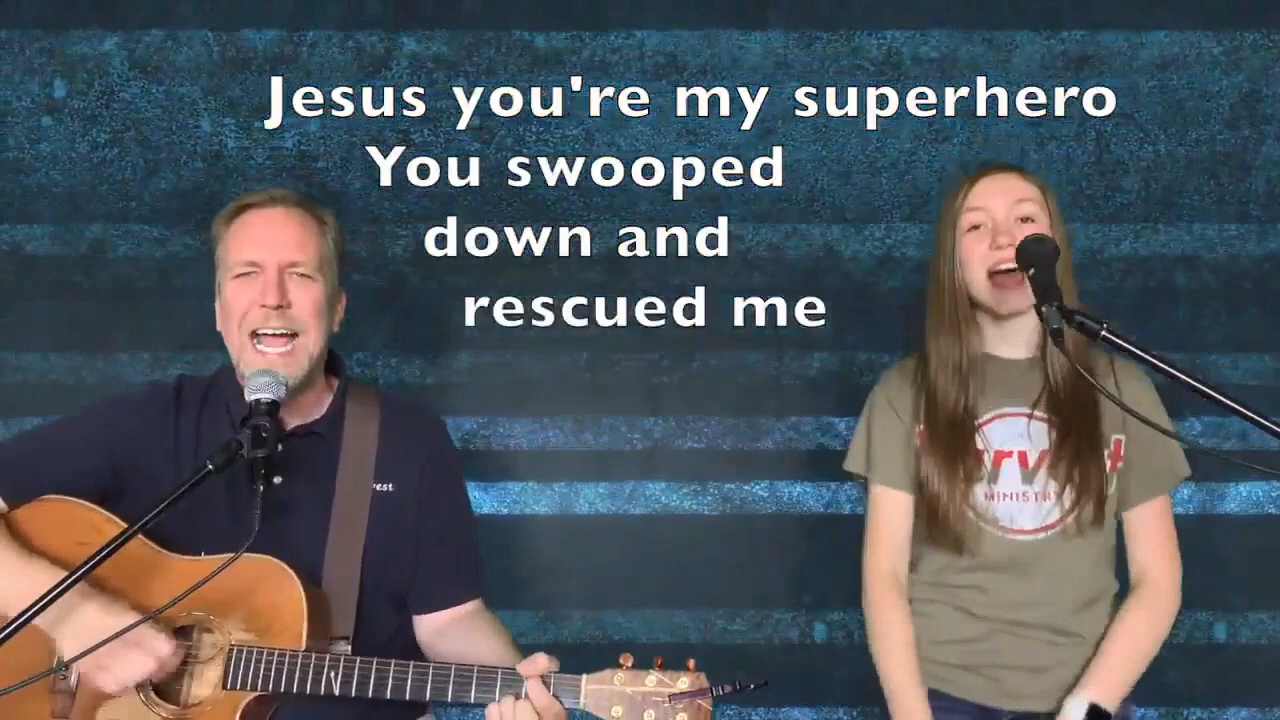 Jesus you're my superhero
You swooped
down and
rescued me
MINISTRY